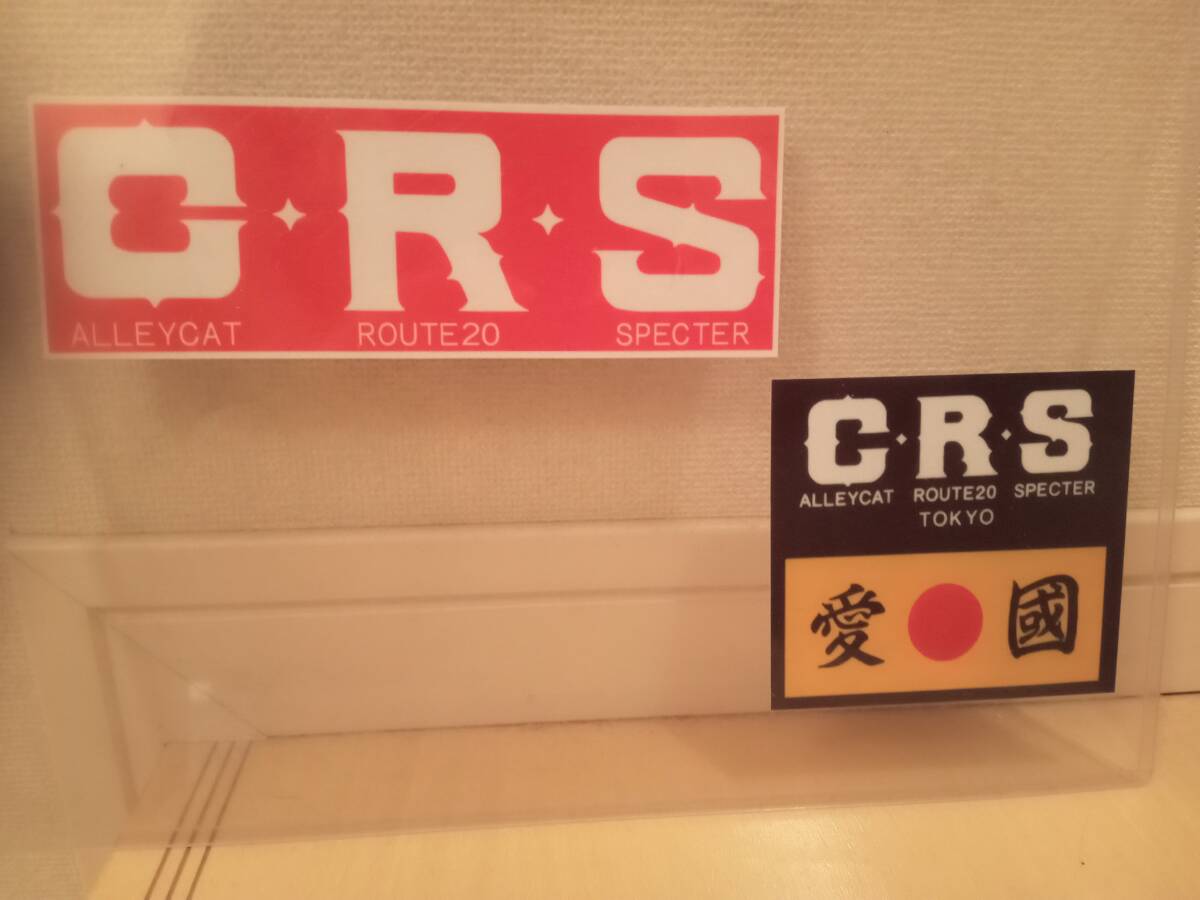 C・R・S
ALLEYCAT ROUTE20 SPECTER
C・R・S
ALLEYCAT ROUTE20 SPECTER
TOKYO
愛 國